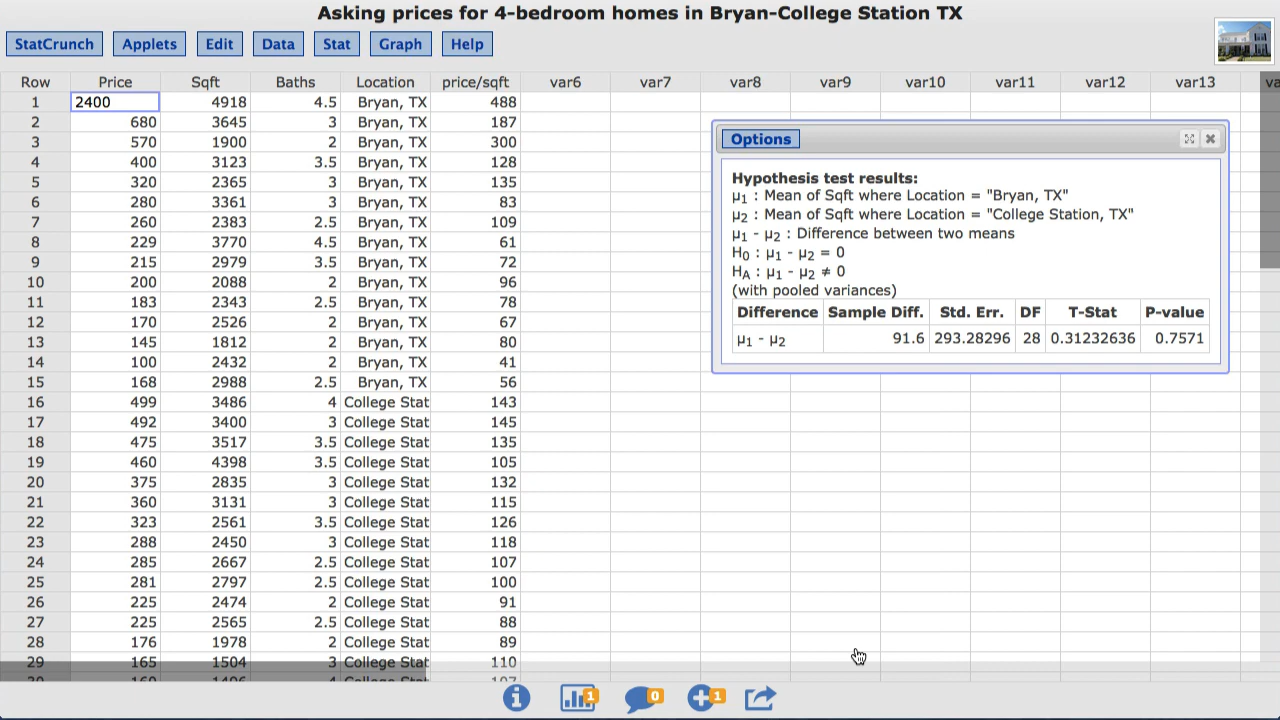 Asking prices for 4-bedroom homes in Bryan-College Station TX
StatCrunch Applets Edit Data Stat Graph Help
Row Price Sqft Baths Location price/sqft var6 var7 var8 var9 var10 var11 var12 var13 va
1 2400 4918 4.5 Bryan, TX 488
2 680 3645 3 Bryan, TX 187
3 570 1900 2 Bryan, TX 300
4 400 3123 3.5 Bryan, TX 128
5 320 2365 3 Bryan, TX 135
6 280 3361 3 Bryan, TX 83
7 260 2383 2.5 Bryan, TX 109
8 229 3770 4.5 Bryan, TX 61
9 215 2979 3.5 Bryan, TX 72
10 200 2088 2 Bryan, TX 96
11 183 2343 2.5 Bryan, TX 78
12 170 2526 2 Bryan, TX 67
13 145 1812 2 Bryan, TX 80
14 100 2432 2 Bryan, TX 41
15 168 2988 2.5 Bryan, TX 56
16 499 3486 4 College Stat 143
17 492 3400 3 College Stat 145
18 475 3517 3.5 College Stat 135
19 460 4398 3.5 College Stat 105
20 375 2835 3 College Stat 132
21 360 3131 3 College Stat 115
22 323 2561 3.5 College Stat 126
23 288 2450 3 College Stat 118
24 285 2667 2.5 College Stat 107
25 281 2797 2.5 College Stat 100
26 225 2474 2 College Stat 91
27 225 2565 2.5 College Stat 88
28 176 1978 2 College Stat 89
29 165 1504 3 College Stat 110
Options
Hypothesis test results:
μ1 : Mean of Sqft where Location = "Bryan, TX"
μ2 : Mean of Sqft where Location = "College Station, TX"
μ1 - μ2 : Difference between two means
H0 : μ1 - μ2 = 0
HA : μ1 - μ2 ≠ 0
(with pooled variances)
Difference Sample Diff. Std. Err. DF T-Stat P-value
μ1 - μ2 91.6 293.28296 28 0.31232636 0.7571
1 0 1